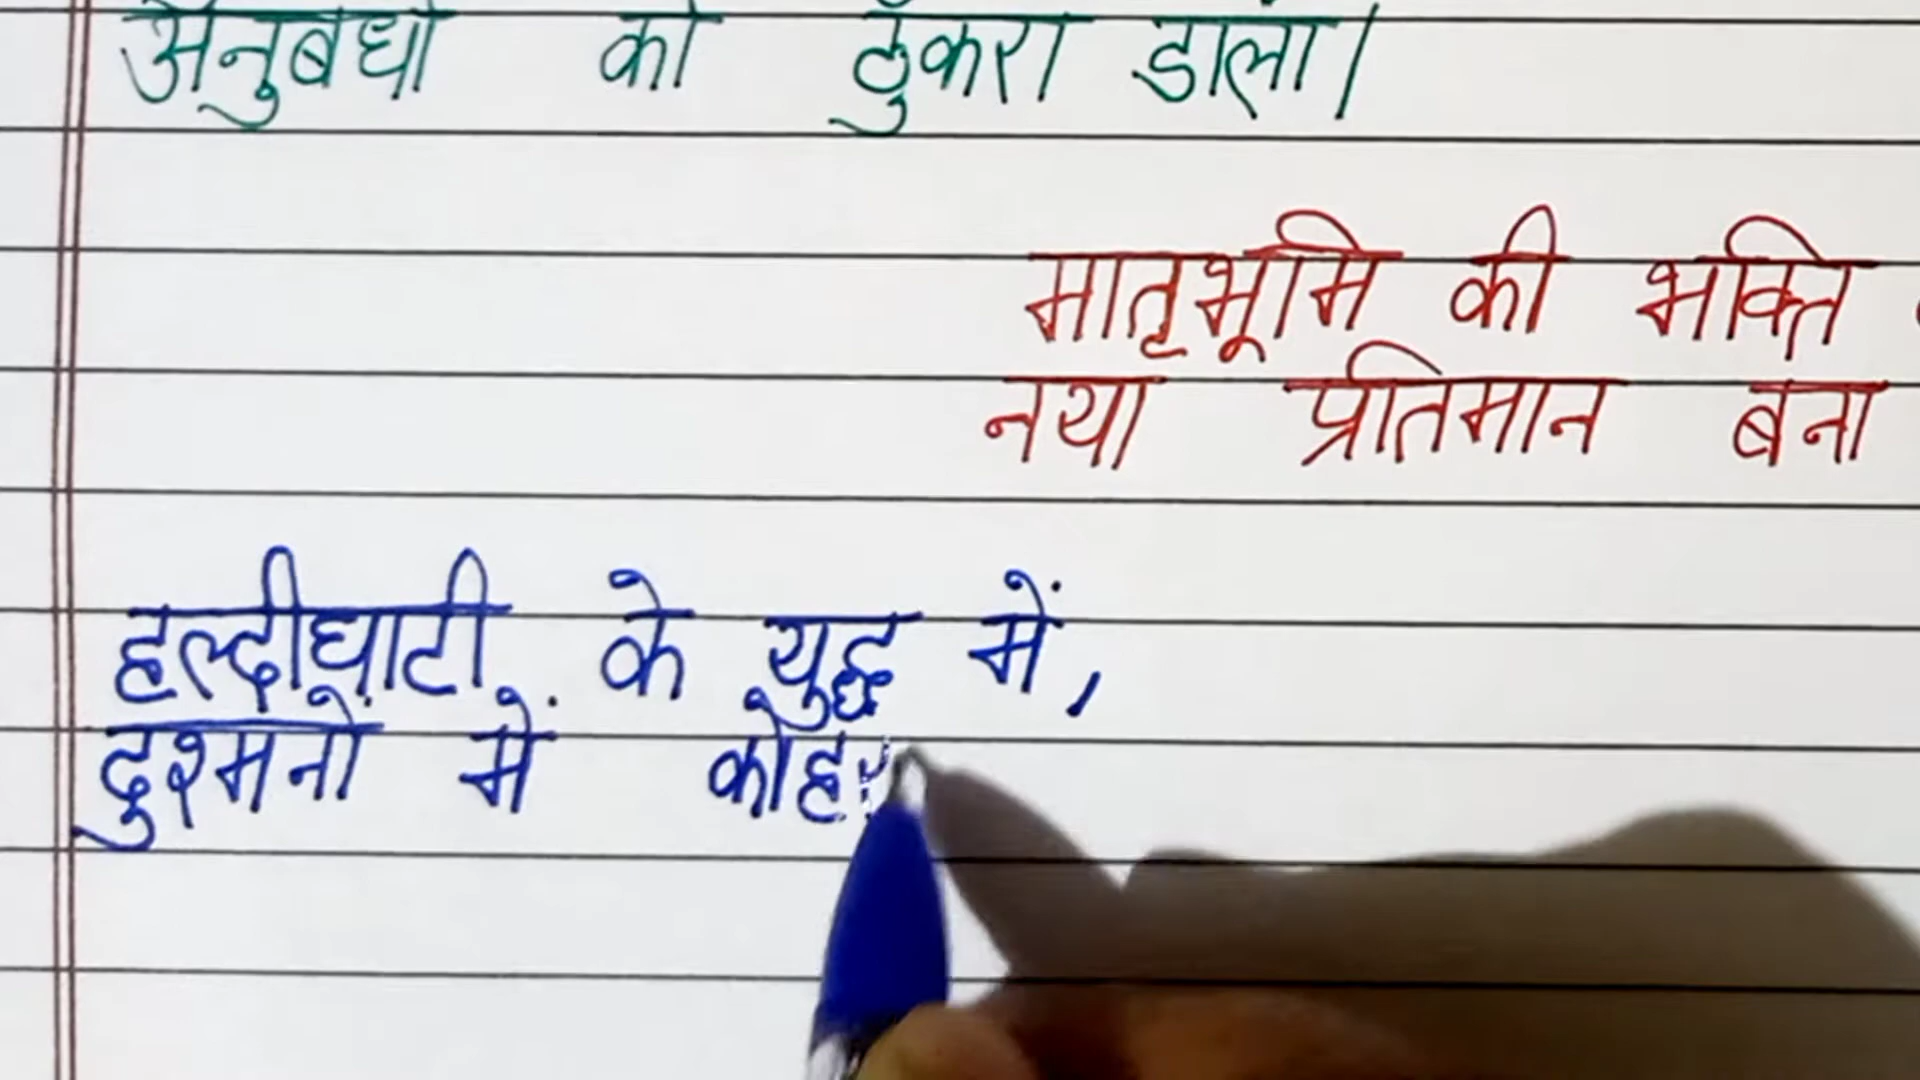 अनुबंधों को ठुकरा डाला।
मातृभूमि की भक्ति
नया प्रतिमान बना
हल्दीघाटी के युद्ध में,
दुश्मनों में कोह